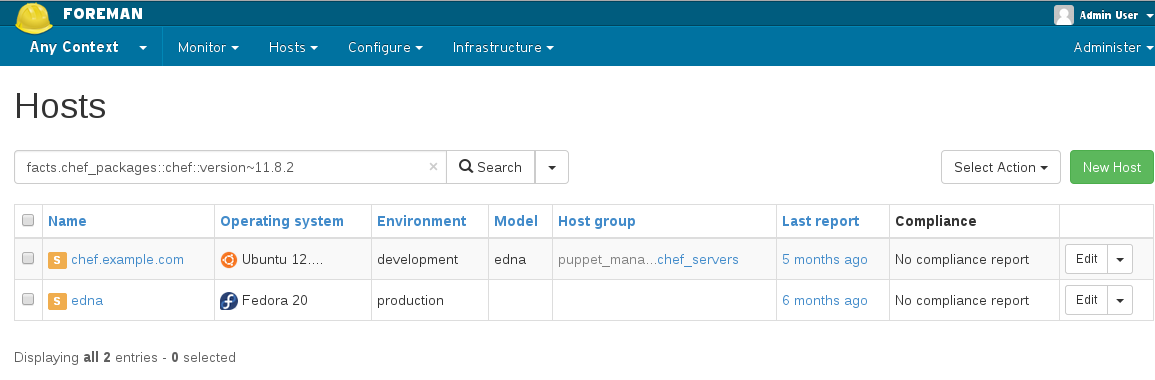 FOREMAN Admin User
Any Context Monitor Hosts Configure Infrastructure Administer
Hosts
facts.chef_packages::chef::version~11.8.2 × Search Select Action New Host
Name Operating system Environment Model Host group Last report Compliance
S chef.example.com Ubuntu 12.... development edna puppet_mana...chef_servers 5 months ago No compliance report Edit
S edna Fedora 20 production 6 months ago No compliance report Edit
Displaying all 2 entries - 0 selected